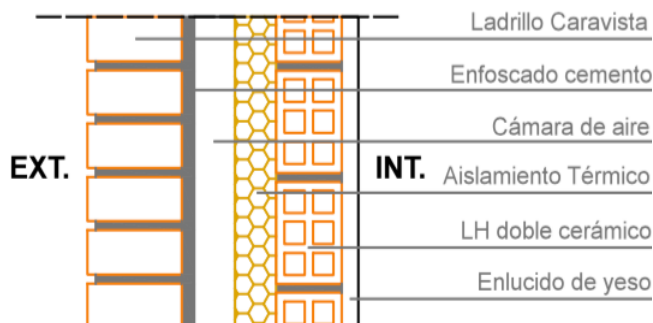 Ladrillo Caravista
Enfoscado cemento
Cámara de aire
EXT.
INT.
Aislamiento Térmico
LH doble cerámico
Enlucido de yeso